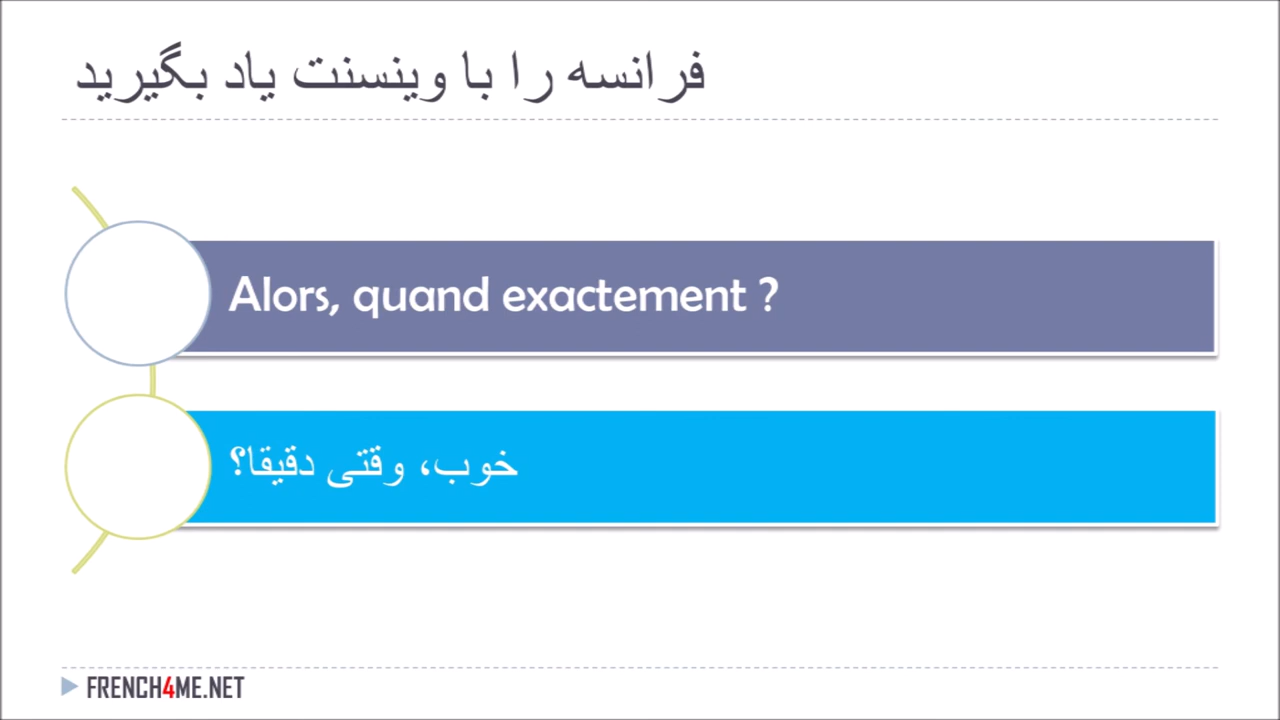 فرانسه را با وینسنت یاد بگیرید
Alors, quand exactement ?
خوب، وقتی دقیقا؟
FRENCH4ME.NET